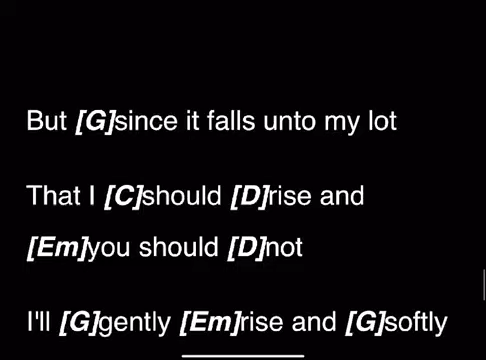 But [G]since it falls unto my lot
That I [C]should [D]rise and
[Em]you should [D]not
I'll [G]gently [Em]rise and [G]softly